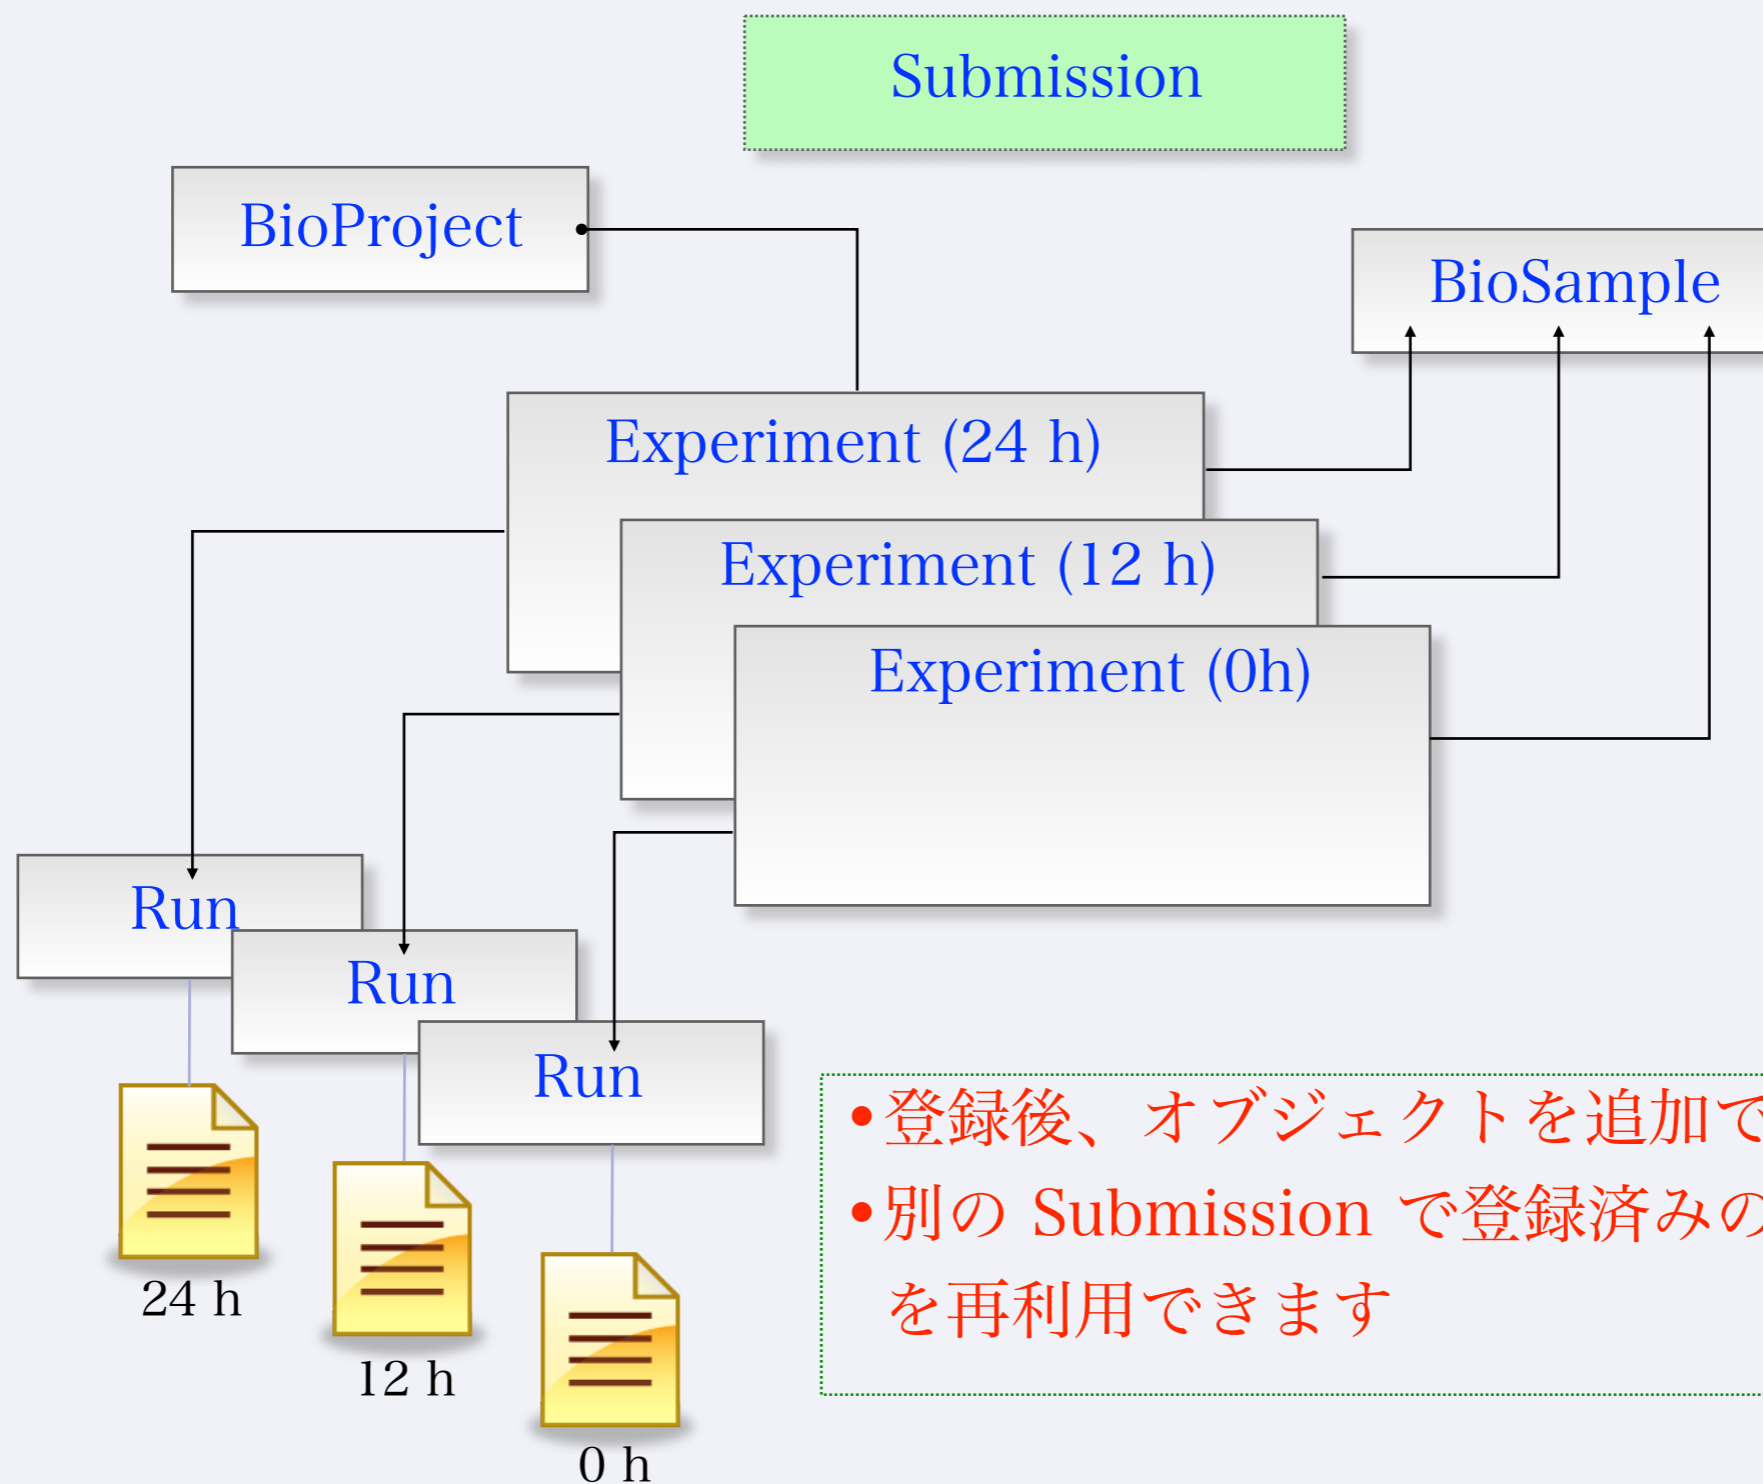 Submission
BioProject
BioSample
Experiment (24 h)
Experiment (12 h)
Experiment (0h)
Run
Run
Run
24 h
12 h
0 h
•登録後、オブジェクトを追加で
•別の Submission で登録済みの
を再利用できます